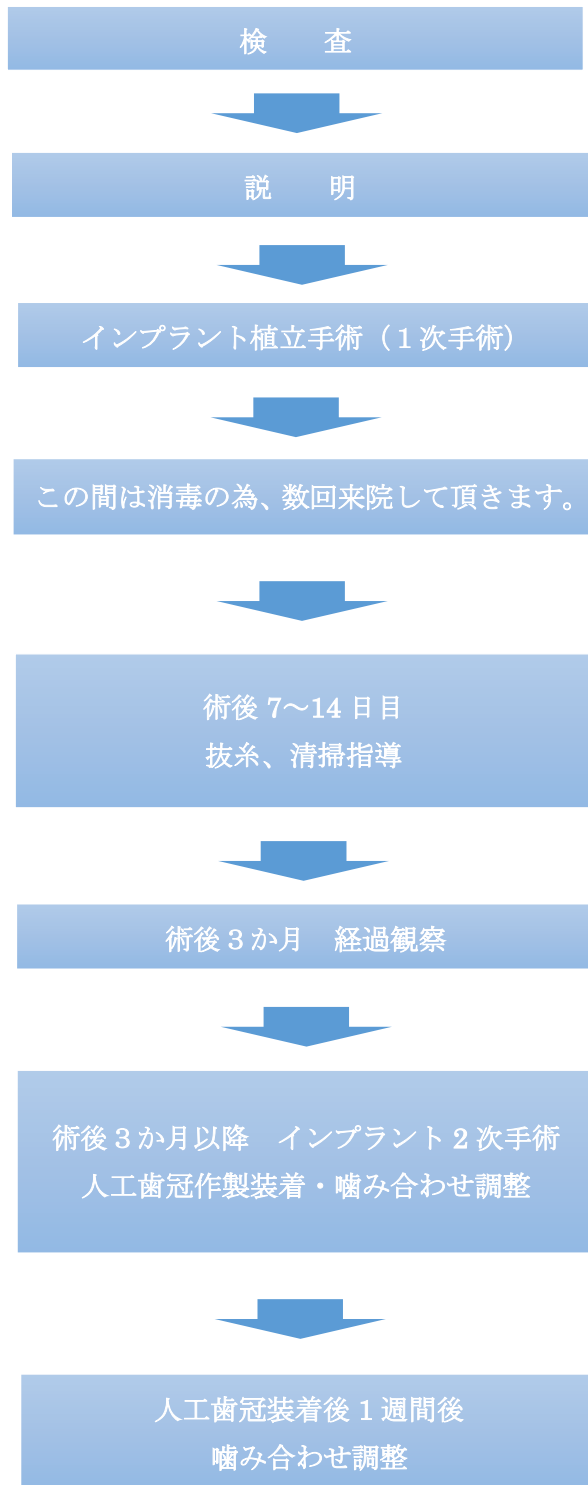 検　　査
説　　明
インプラント植立手術（１次手術）
この間は消毒の為、数回来院して頂きます。
術後 7～14 日目
抜糸、清掃指導
術後３か月　経過観察
術後３か月以降　インプラント２次手術
人工歯冠作製装着・噛み合わせ調整
人工歯冠装着後１週間後
噛み合わせ調整